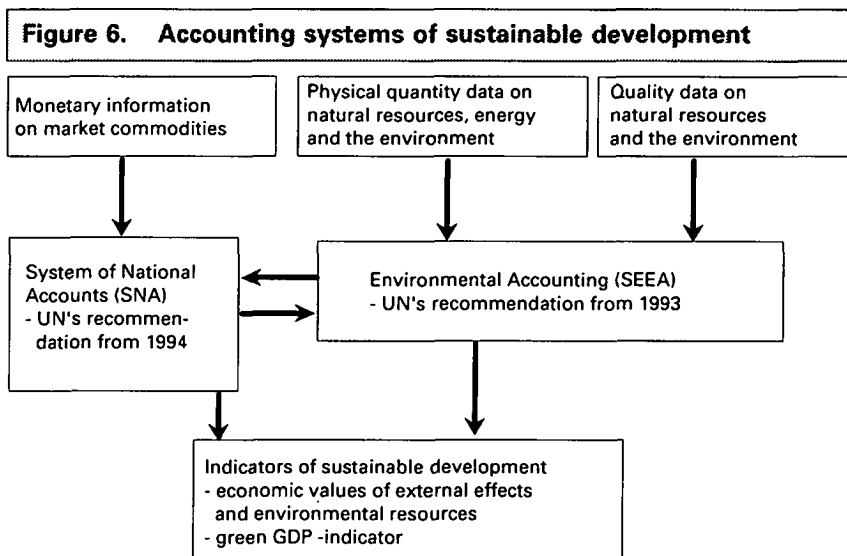 Figure 6. Accounting systems of sustainable development
Monetary information
on market commodities
Physical quantity data on
natural resources, energy
and the environment
Quality data on
natural resources
and the environment
System of National
Accounts (SNA)
- UN's recommen-
dation from 1994
Environmental Accounting (SEEA)
- UN's recommendation from 1993
Indicators of sustainable development
- economic values of external effects
and environmental resources
- green GDP -indicator